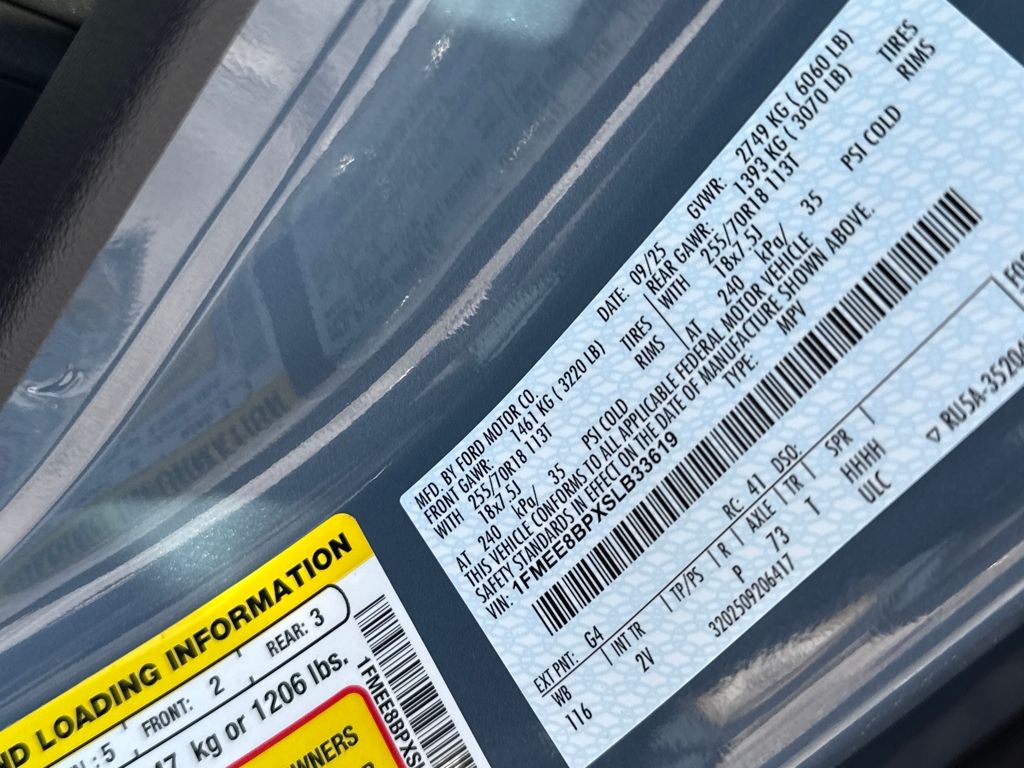 MFD. BY FORD MOTOR CO.
DATE: 09/25 GVWR: 2749 KG ( 6060 LB)
FRONT GAWR: 1461 KG ( 3220 LB) REAR GAWR: 1393 KG ( 3070 LB)
WITH 255/70R18 113T TIRES WITH 255/70R18 113T TIRES
18x7.5J RIMS 18x7.5J RIMS
AT 240 kPa/ 35 PSI COLD AT 240 kPa/ 35 PSI COLD
THIS VEHICLE CONFORMS TO ALL APPLICABLE FEDERAL MOTOR VEHICLE
SAFETY STANDARDS IN EFFECT ON THE DATE OF MANUFACTURE SHOWN ABOVE.
VIN: 1FMEE8BPXSLB33619 TYPE: MPV
EXT PNT: G4 RC: 41 DSO:
WB INT TR TP/PS R AXLE TR SPR
116 2V P 73 T HHHH
3202509206417 ULC
▽ RU5A-3520
LOADING INFORMATION
: 5 FRONT: 2 REAR: 3
kg or 1206 lbs.
1FMEE8BPXS